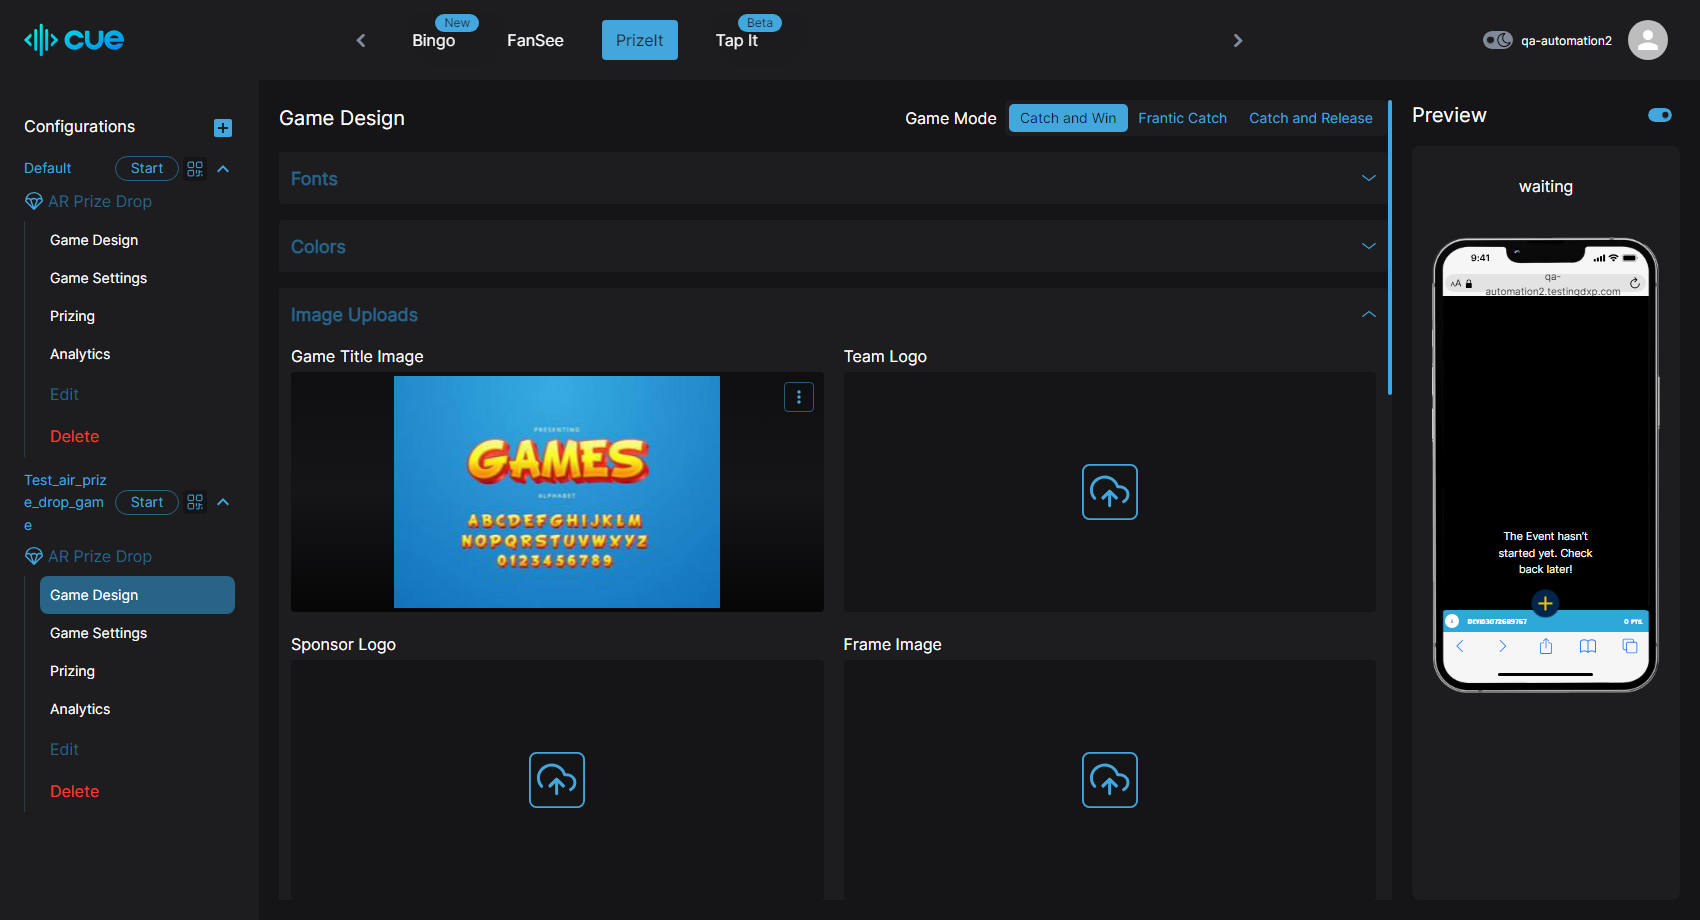 cue
New
Bingo
FanSee
PrizeIt
Beta
Tap It
qa-automation2
Configurations
Default
Start
AR Prize Drop
Game Design
Game Settings
Prizing
Analytics
Edit
Delete
Test_air_priz
e_drop_gam
e
Start
AR Prize Drop
Game Design
Game Settings
Prizing
Analytics
Edit
Delete
Game Design
Game Mode
Catch and Win
Frantic Catch
Catch and Release
Fonts
Colors
Image Uploads
Game Title Image
PRESENTING
GAMES
ALPHABET
ABCDEFGHIJKLM
NOPQRSTUVWXYZ
0123456789
Team Logo
Sponsor Logo
Frame Image
Preview
waiting
9:41
AA
qa-
automation2.testingdxp.com
The Event hasn't
started yet. Check
back later!
0 PTS.